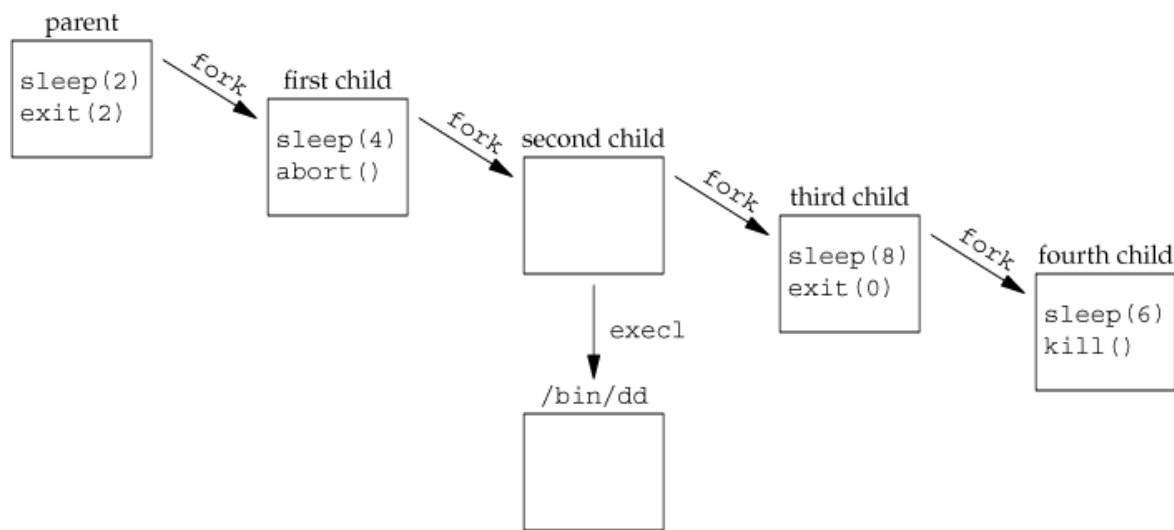 parent
sleep(2)
exit(2)
fork
first child
sleep(4)
abort()
fork
second child
fork
third child
sleep(8)
exit(0)
fork
fourth child
sleep(6)
kill()
execl
/bin/dd